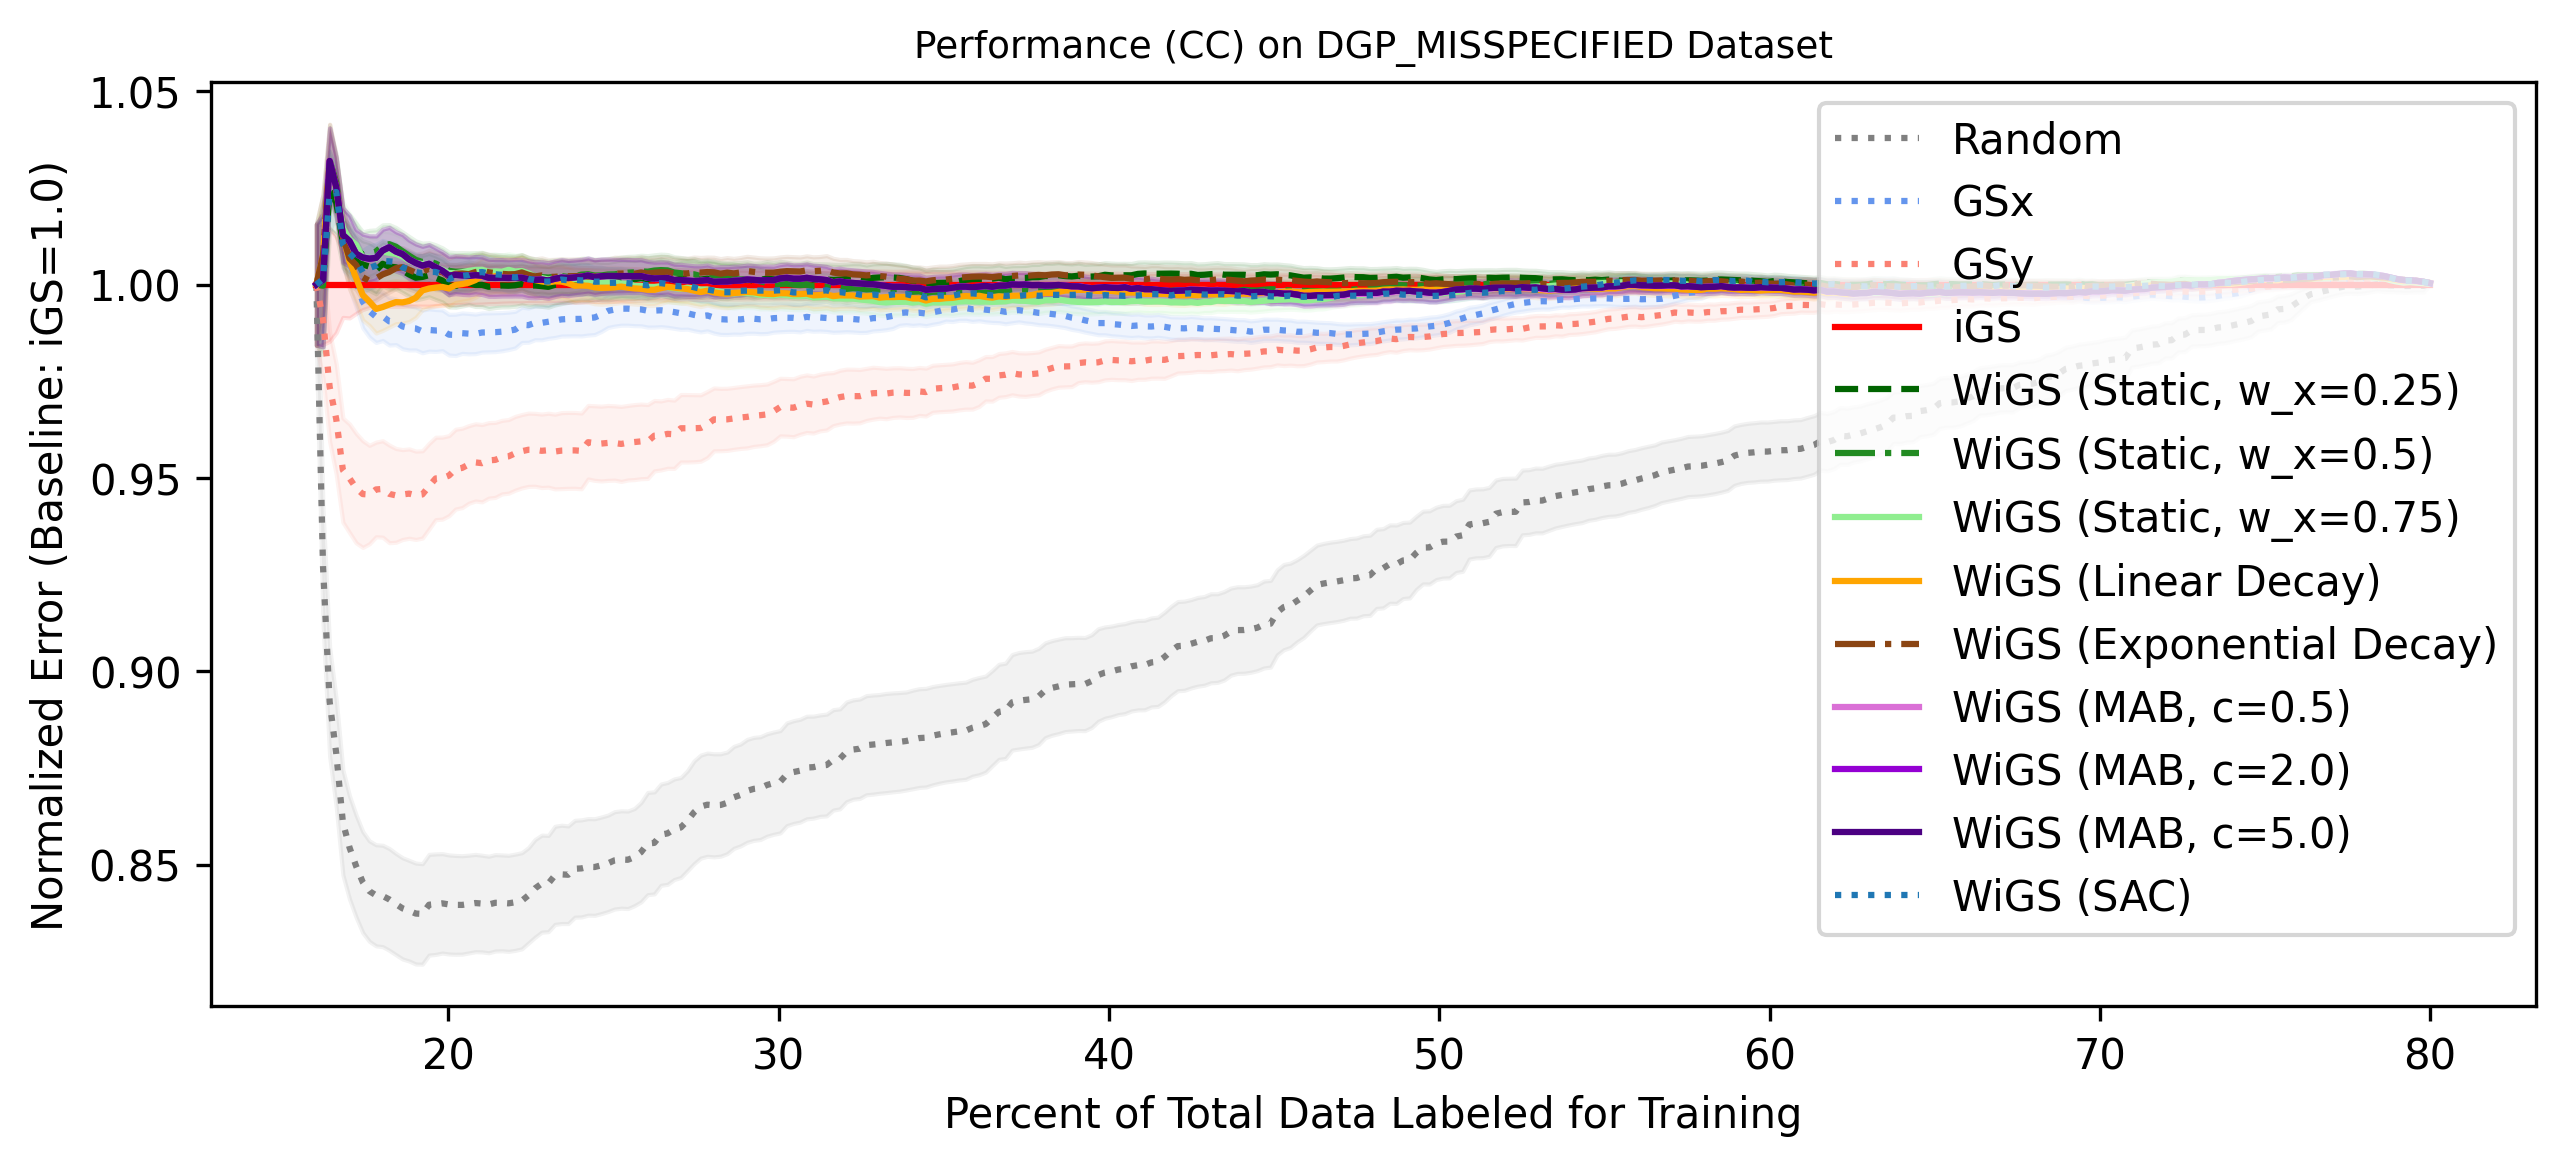 Performance (CC) on DGP_MISSPECIFIED Dataset
Normalized Error (Baseline: iGS=1.0)
1.05
1.00
0.95
0.90
0.85
Random
GSx
GSy
iGS
WiGS (Static, w_x=0.25)
WiGS (Static, w_x=0.5)
WiGS (Static, w_x=0.75)
WiGS (Linear Decay)
WiGS (Exponential Decay)
WiGS (MAB, c=0.5)
WiGS (MAB, c=2.0)
WiGS (MAB, c=5.0)
WiGS (SAC)
20 30 40 50 60 70 80
Percent of Total Data Labeled for Training